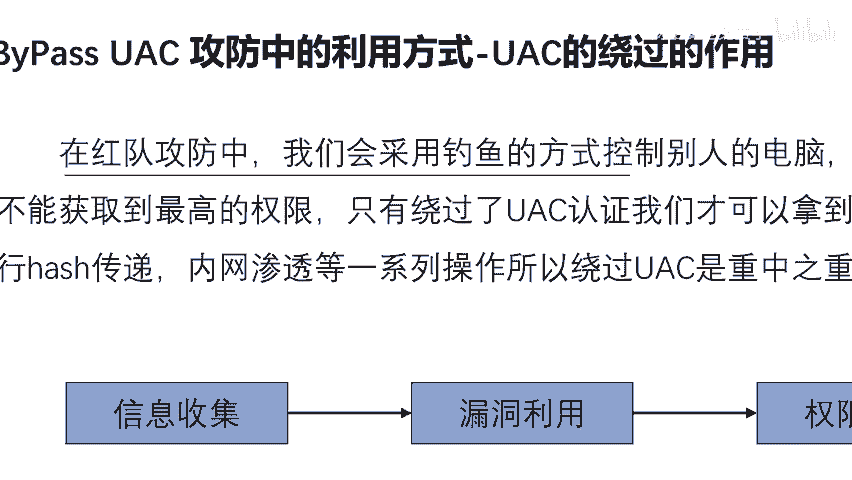 ByPass UAC 攻防中的利用方式-UAC的绕过的作用
在红队攻防中，我们会采用钓鱼的方式控制别人的电脑，
不能获取到最高的权限，只有绕过了UAC认证我们才可以拿到
行hash传递，内网渗透等一系列操作所以绕过UAC是重中之重
信息收集
漏洞利用
权限